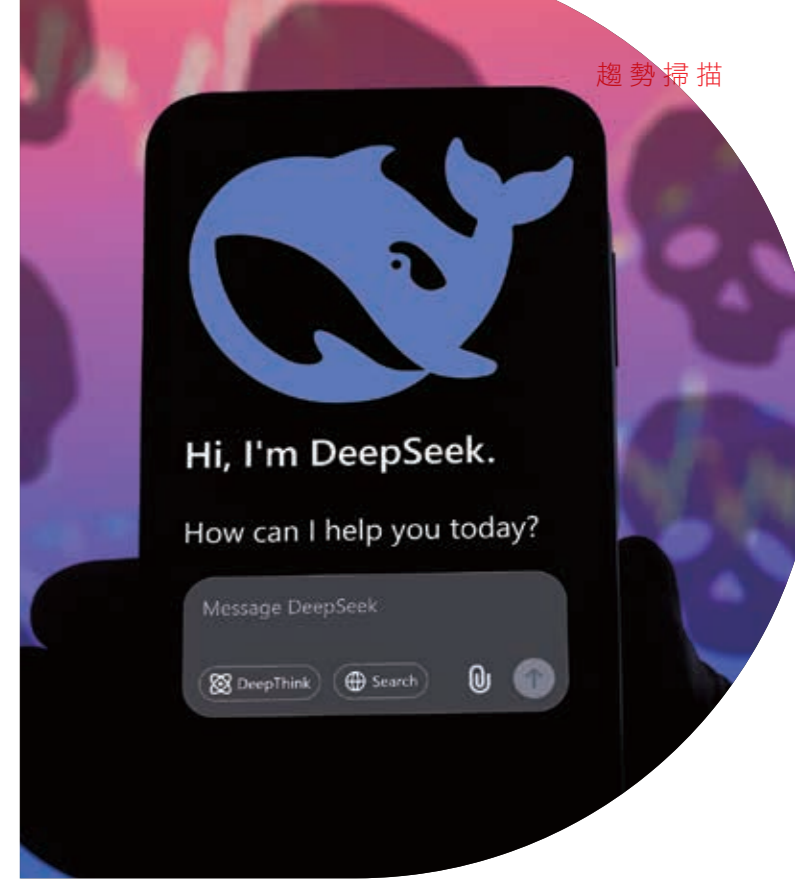 趨勢掃描
Hi, I'm DeepSeek.
How can I help you today?
Message DeepSeek
DeepThink
Search